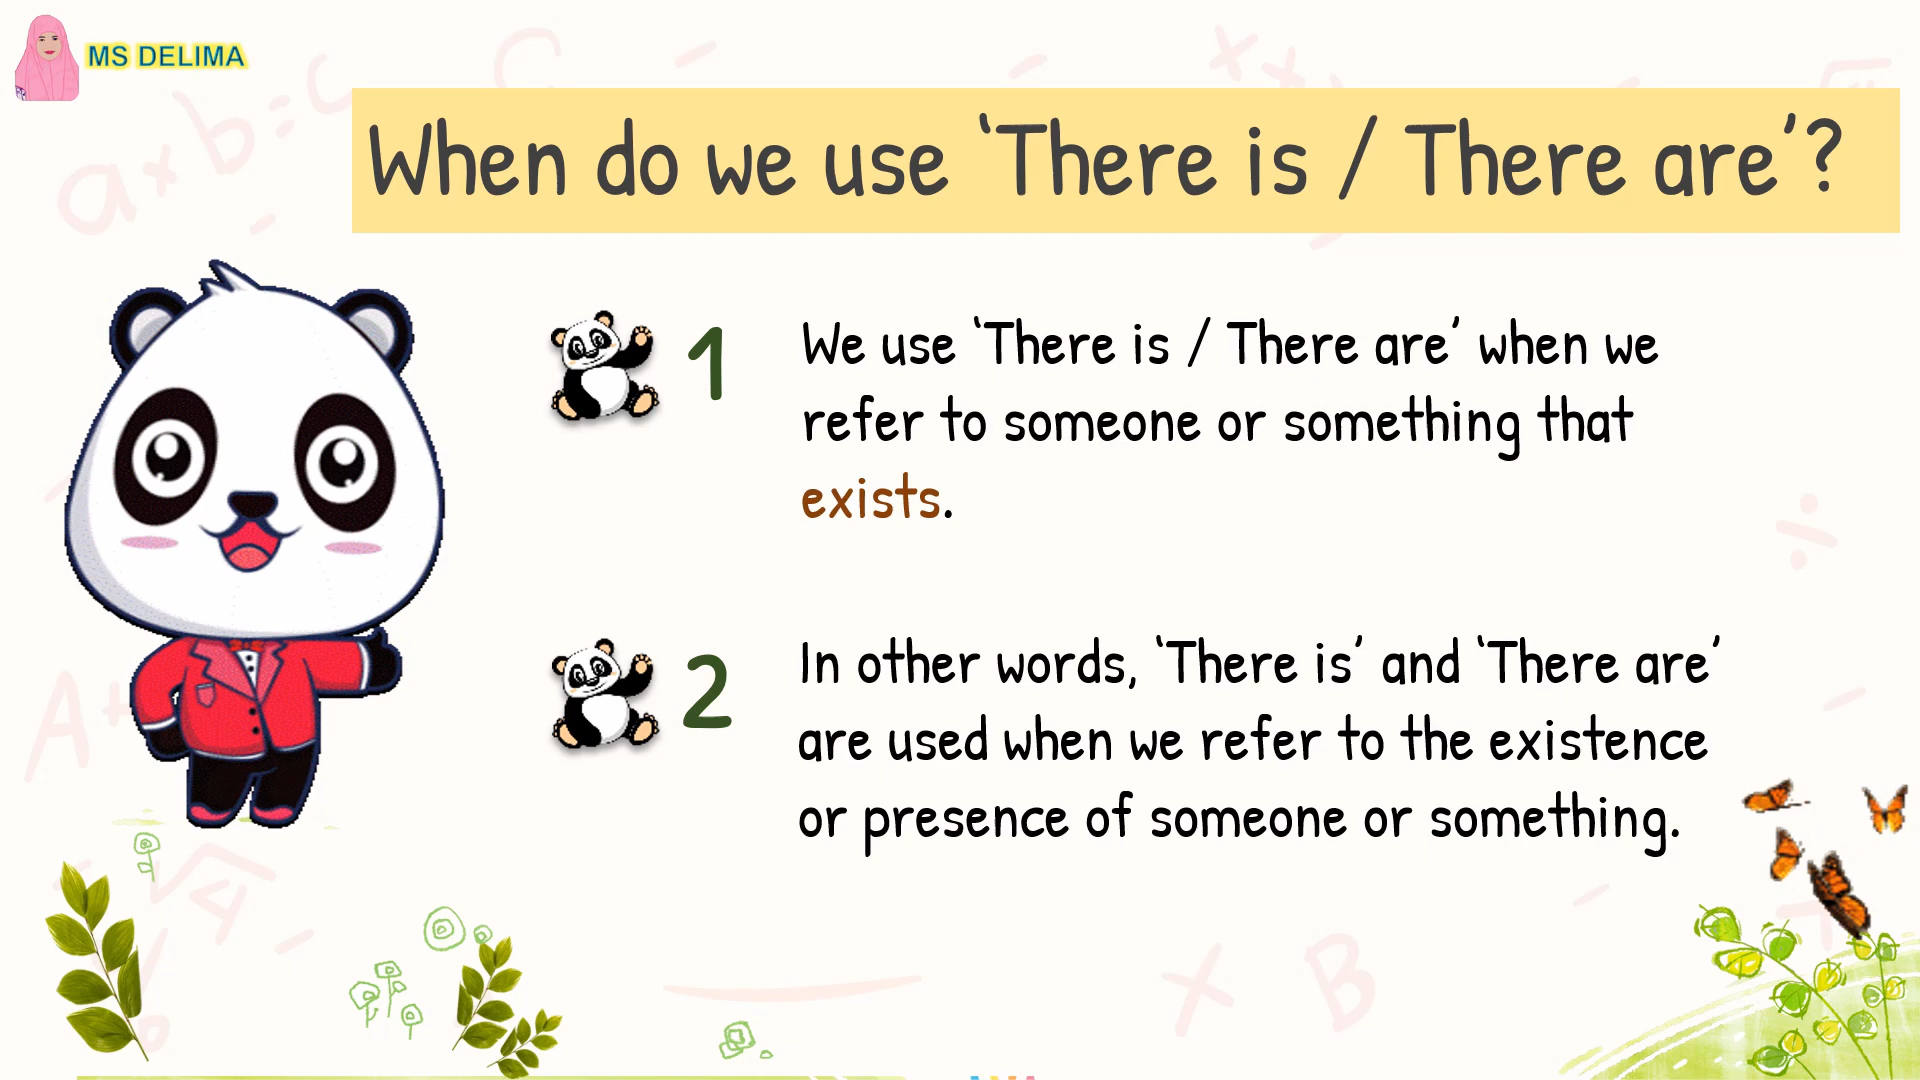 MS DELIMA
When do we use ‘There is / There are’?
1
We use ‘There is / There are’ when we
refer to someone or something that
exists.
2
In other words, ‘There is’ and ‘There are’
are used when we refer to the existence
or presence of someone or something.